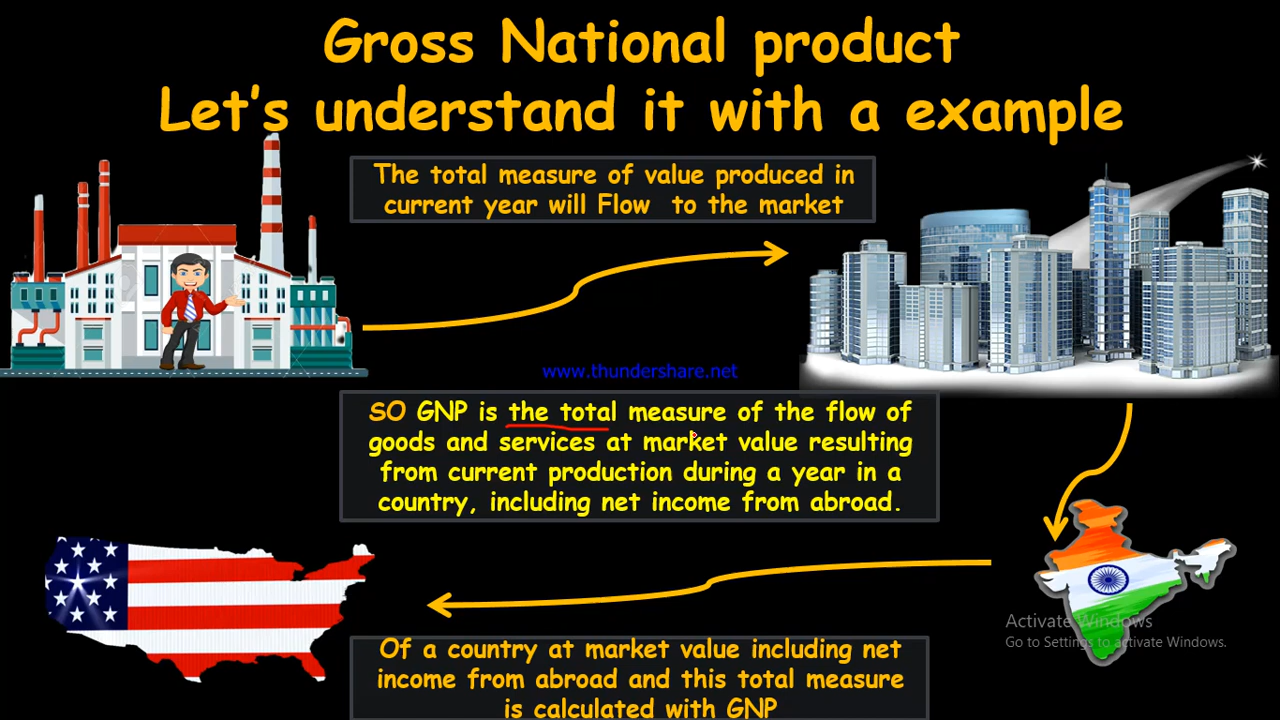 Gross National product
Let's understand it with a example
The total measure of value produced in
current year will Flow to the market
www.thundershare.net
SO GNP is the total measure of the flow of
goods and services at market value resulting
from current production during a year in a
country, including net income from abroad.
Activate Windows
Go to Settings to activate Windows.
Of a country at market value including net
income from abroad and this total measure
is calculated with GNP